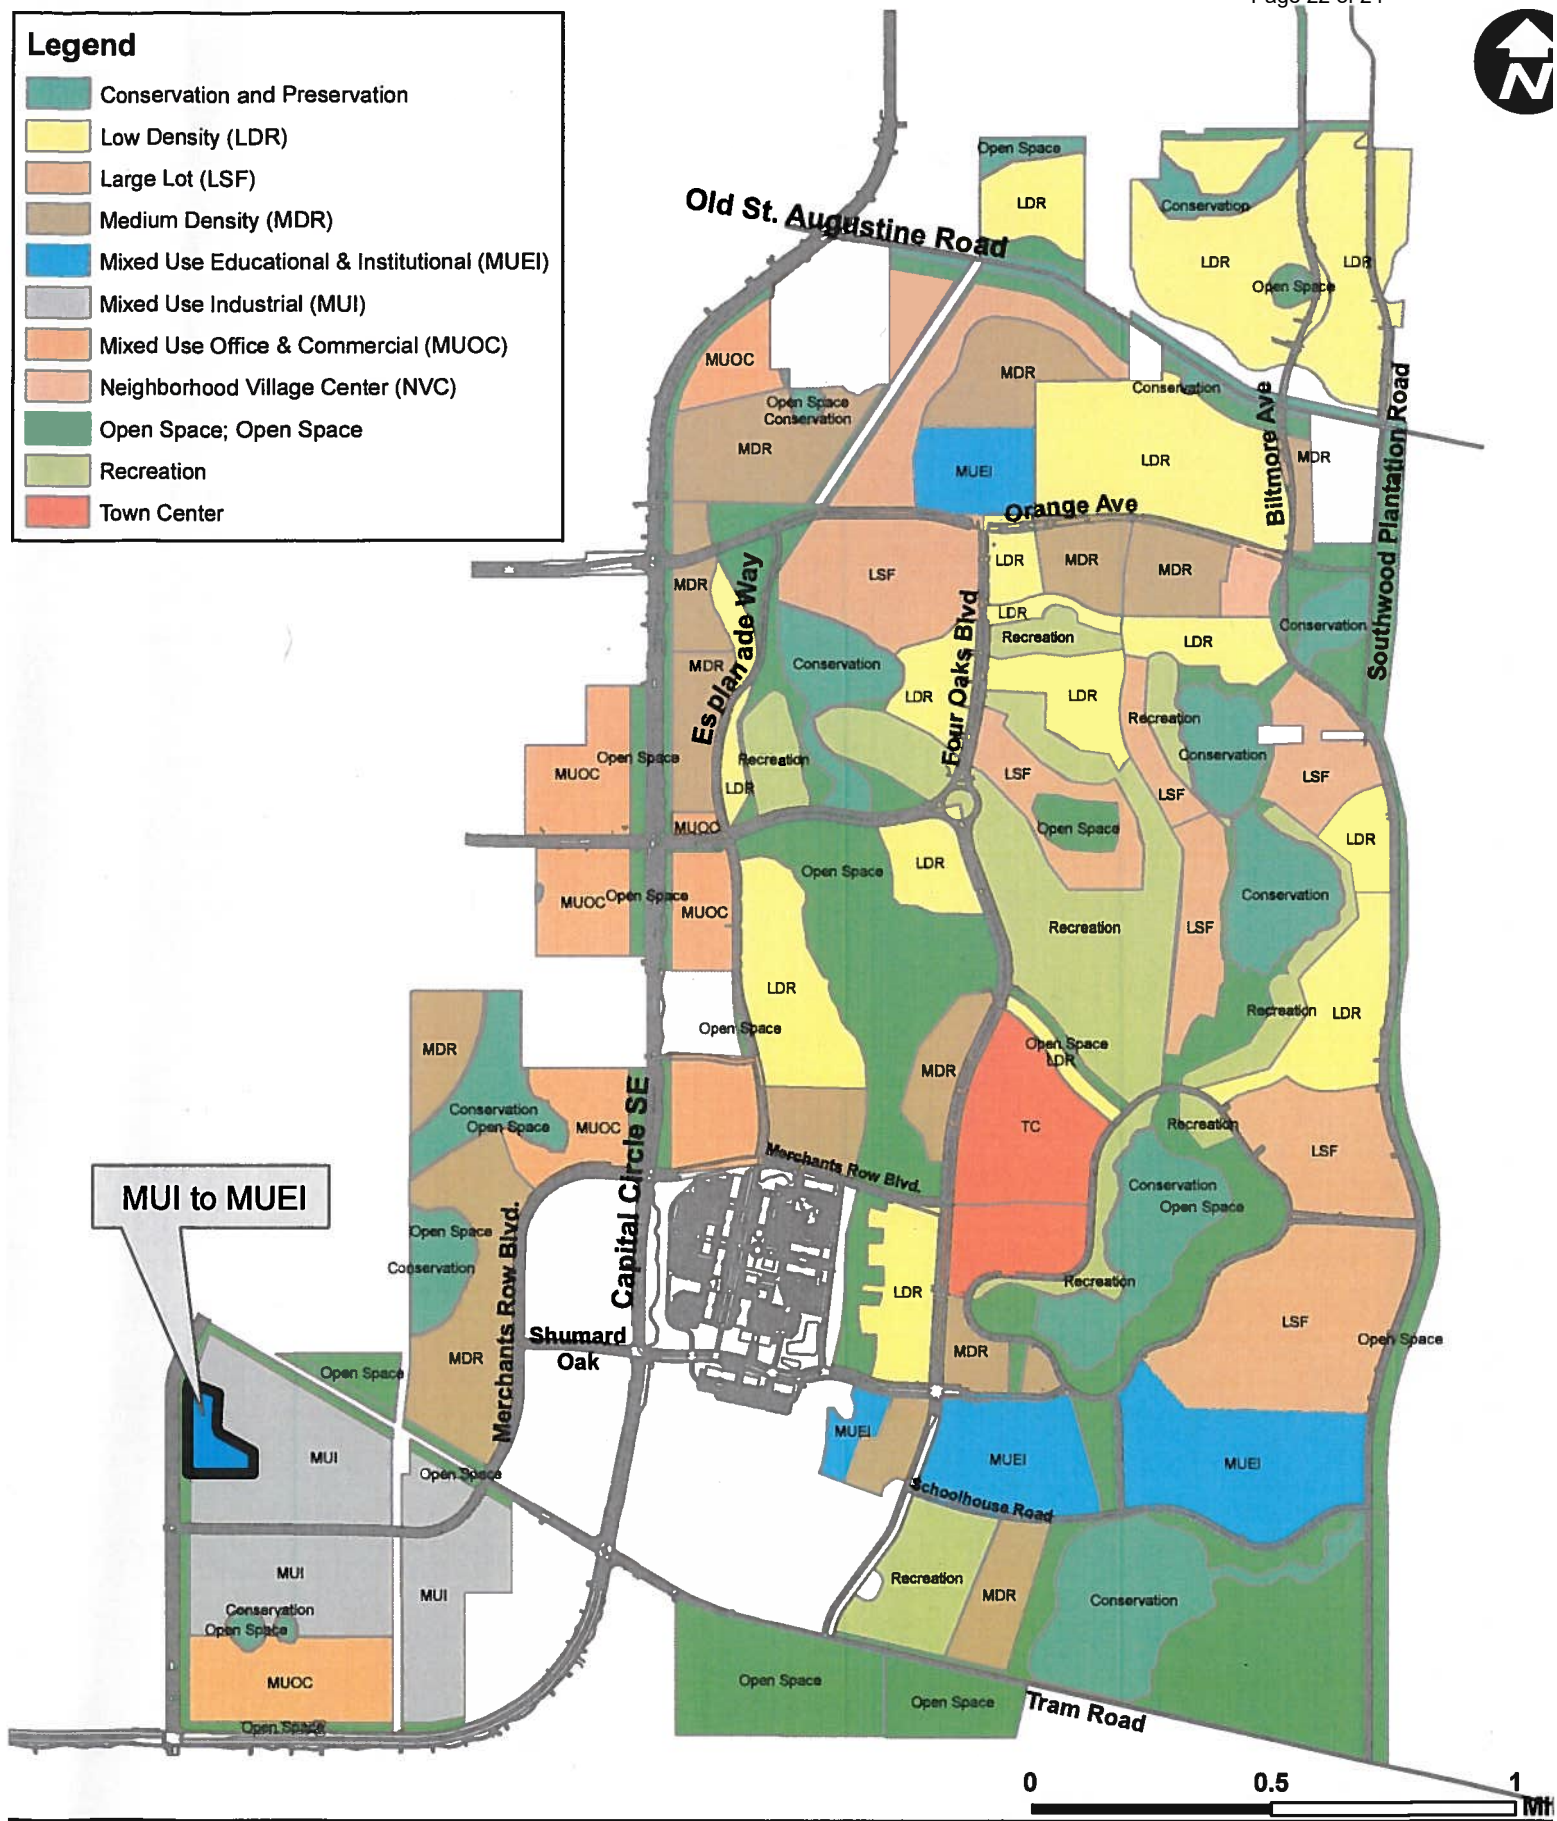 Page 22 of 24
Legend
Conservation and Preservation
Low Density (LDR)
Large Lot (LSF)
Medium Density (MDR)
Mixed Use Educational & Institutional (MUEI)
Mixed Use Industrial (MUI)
Mixed Use Office & Commercial (MUOC)
Neighborhood Village Center (NVC)
Open Space; Open Space
Recreation
Town Center
N
Open Space
LDR
Conservation
LDR
LDR
Open Space
Old St. Augustine Road
MUOC
MDR
Conservation
Open Space
Conservation
MDR
MUEI
LDR
MDR
Biltmore Ave
Southwood Plantation Road
Orange Ave
Esplanade Way
MDR
LSF
LDR
MDR
MDR
LDR
Recreation
LDR
Conservation
MDR
Conservation
LDR
Four Oaks Blvd
LDR
Recreation
Conservation
MUOC
Open Space
Recreation
LDR
LSF
LSF
LSF
MUOC
Open Space
LDR
MUOC
Open Space
MUOC
Open Space
LDR
Conservation
Recreation
LSF
LDR
Open Space
Recreation
LDR
MDR
Open Space
LDR
MDR
Conservation
Open Space
MUOC
Capital Circle SE
TC
Recreation
LSF
Merchants Row Blvd.
Conservation
Open Space
MUI to MUEI
Open Space
Conservation
Merchants Row Blvd.
LDR
Recreation
LSF
Open Space
Shumard
Oak
MDR
MDR
Open Space
MUI
Open Space
MUEI
MUEI
MUEI
Schoolhouse Road
MUI
MUI
Conservation
Open Space
Recreation
MDR
Conservation
MUOC
Open Space
Open Space
Open Space
Tram Road
0 0.5 1